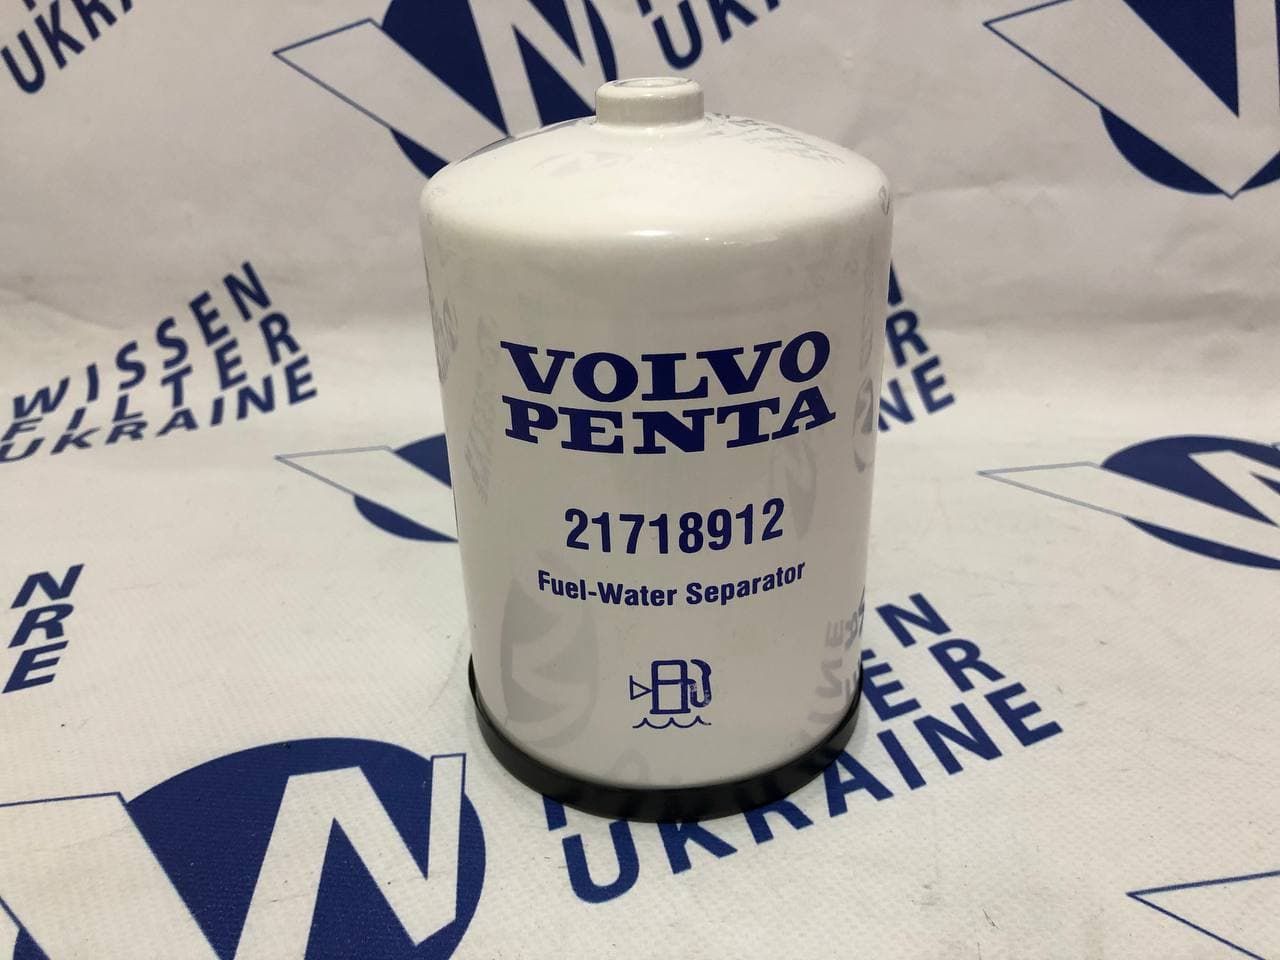 UKRAINE
WISSEN
FILTER
UKRAINE
VOLVO
PENTA
21718912
Fuel-Water Separator
UKRAINE